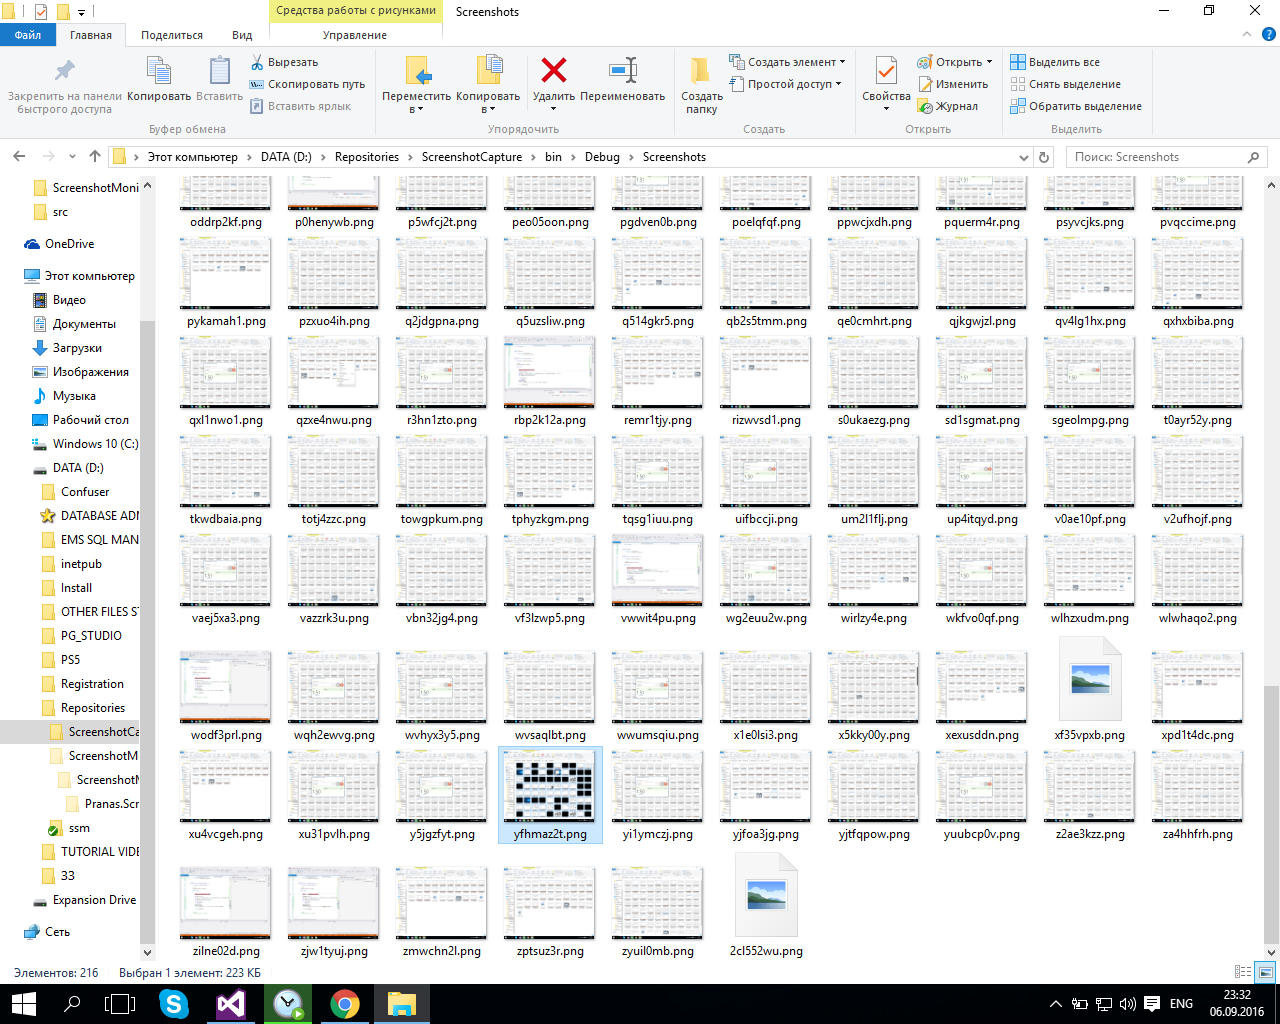 Средства работы с рисунками
Screenshots
Файл
Главная
Поделиться
Вид
Управление
Закрепить на панели быстрого доступа
Копировать
Вставить
Вырезать
Скопировать путь
Вставить ярлык
Буфер обмена
Переместить в
Копировать в
Удалить
Переименовать
Упорядочить
Создать папку
Создать элемент
Простой доступ
Создать
Свойства
Открыть
Изменить
Журнал
Открыть
Выделить все
Снять выделение
Обратить выделение
Выделить
Этот компьютер
DATA (D:)
Repositories
ScreenshotCapture
bin
Debug
Screenshots
Поиск: Screenshots
ScreenshotMoni
src
OneDrive
Этот компьютер
Видео
Документы
Загрузки
Изображения
Музыка
Рабочий стол
Windows 10 (C:)
DATA (D:)
Confuser
DATABASE ADM
EMS SQL MAN
inetpub
Install
OTHER FILES ST
PG_STUDIO
PS5
Registration
Repositories
ScreenshotCa
ScreenshotM
Screenshot
Pranas.Scr
ssm
TUTORIAL VIDE
33
Expansion Drive
Сеть
oddrp2kf.png p0henywb.png p5wfcj2t.png peo05oon.png pgdven0b.png poelqfqf.png ppwcjxdh.png pquerm4r.png psyvcjks.png pvqccime.png
pykamah1.png pzxuo4ih.png q2jdgpna.png q5uzsliw.png q514gkr5.png qb2s5tmm.png qe0cmhrt.png qjkgwjzl.png qv4lg1hx.png qxhxbiba.png
qxl1nwo1.png qzxe4nwu.png r3hn1zto.png rbp2k12a.png remr1tjy.png rizwvsd1.png s0ukaezg.png sd1sgmat.png sgeolmpg.png t0ayr52y.png
tkwdbaia.png totj4zzc.png towgpkum.png tphyzkgm.png tqsg1iuu.png uifbccji.png um2l1flj.png up4itqyd.png v0ae10pf.png v2ufhojf.png
vaej5xa3.png vazzrk3u.png vbn32jg4.png vf3lzwp5.png vwwit4pu.png wg2euu2w.png wirlzy4e.png wkfvo0qf.png wlhzxudm.png wlwhaqo2.png
wodf3prl.png wqh2ewvg.png wvhyx3y5.png wvsaqlbt.png wwumsqiu.png x1e0lsi3.png x5kky00y.png xexusddn.png xf35vpxb.png xpd1t4dc.png
xu4vcgeh.png xu31pvlh.png y5jgzfyt.png yfhmaz2t.png yi1ymczj.png yjfoa3jg.png yjtfqpow.png yuubcp0v.png z2ae3kzz.png za4hhfrh.png
zilne02d.png zjw1tyuj.png zmwchn2l.png zptsuz3r.png zyuil0mb.png 2cl552wu.png
Элементов: 216
Выбран 1 элемент: 223 КБ
ENG
23:32
06.09.2016